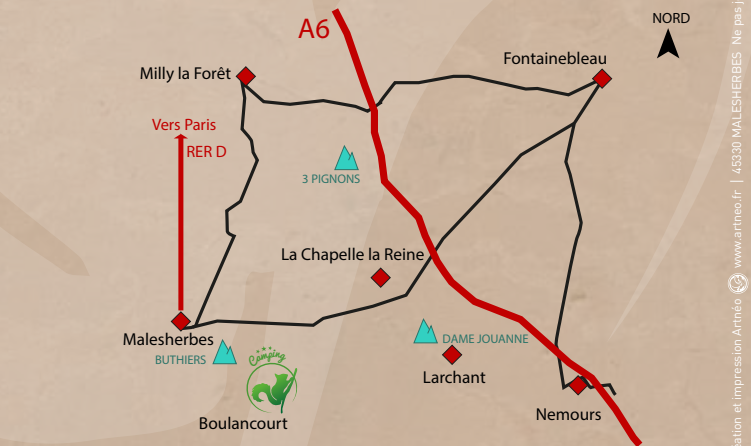 A6
NORD
Fontainebleau
Milly la Forêt
Vers Paris
RER D
3 PIGNONS
La Chapelle la Reine
Malesherbes
BUTHIERS
DAME JOUANNE
Larchant
Camping
Boulancourt
Nemours
et impression Artnéo www.artneo.fr | 45330 MALESHERBES Ne pas